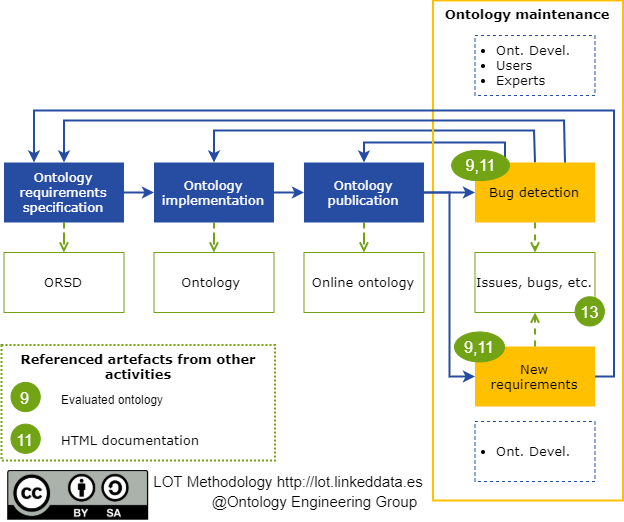 Ontology maintenance
• Ont. Devel.
• Users
• Experts
Ontology
requirements
specification
Ontology
implementation
Ontology
publication
9,11
Bug detection
ORSD
Ontology
Online ontology
Issues, bugs, etc.
13
9,11
New
requirements
Referenced artefacts from other
activities
9 Evaluated ontology
11 HTML documentation
• Ont. Devel.
cc BY SA
LOT Methodology http://lot.linkeddata.es
@Ontology Engineering Group